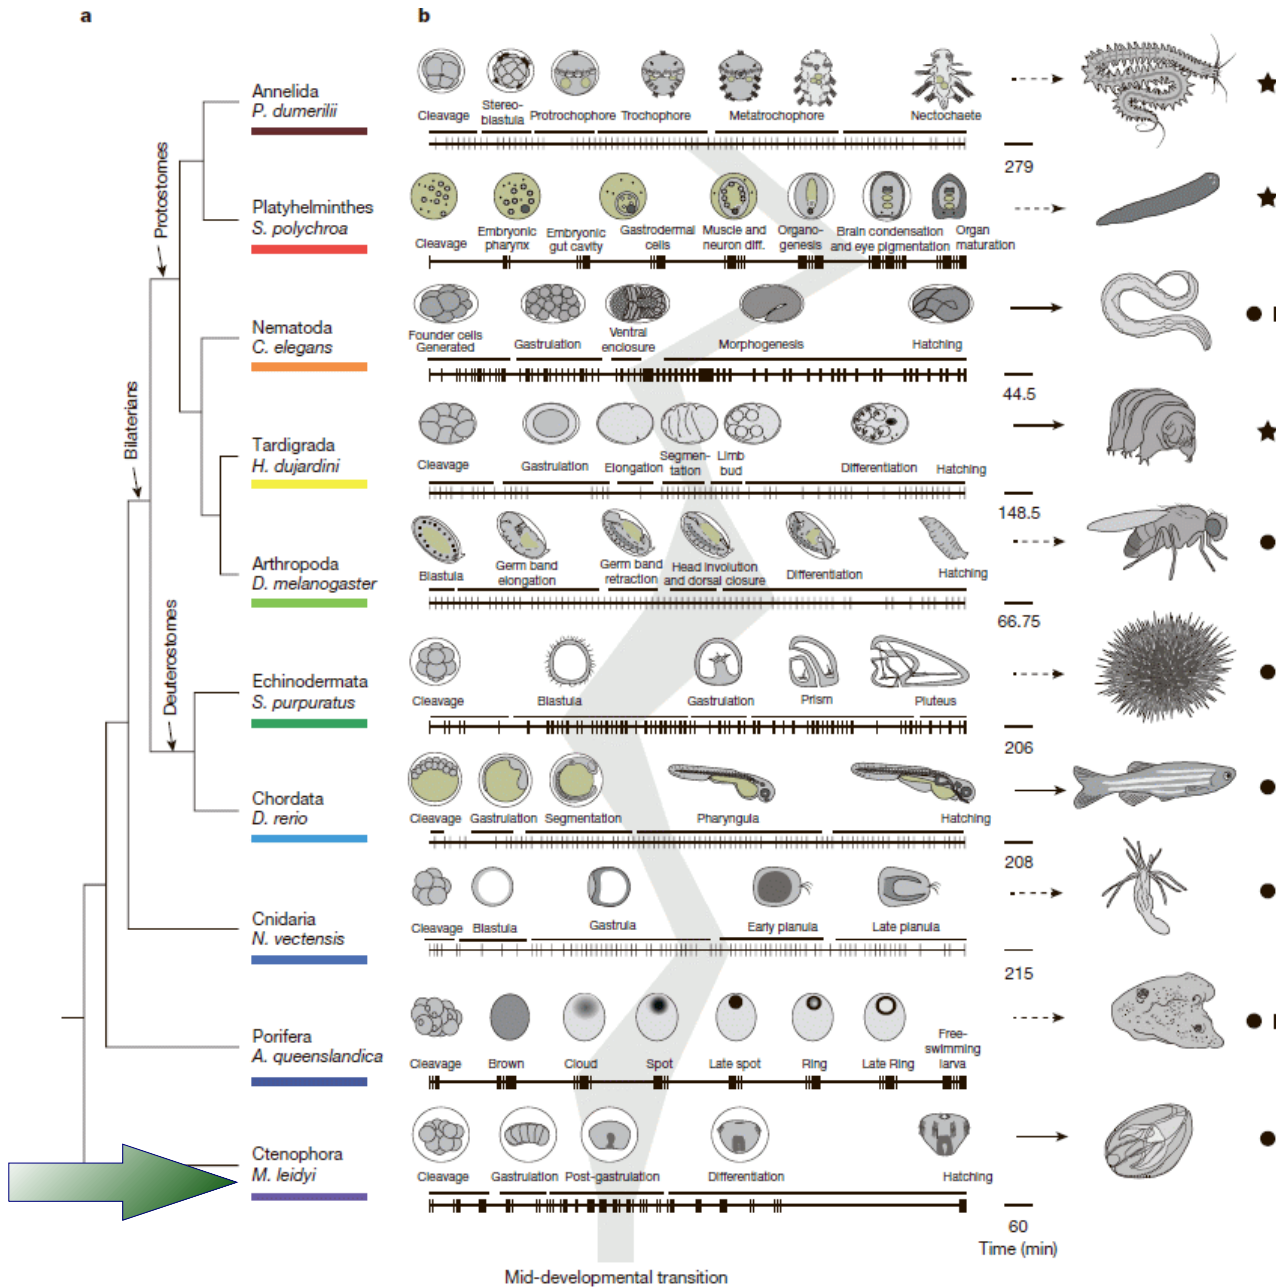 a
b
Protostomes
Bilaterians
Deuterostomes
Annelida
P. dumerilii
Cleavage
Stereo-
blastula
Protrochophore
Trochophore
Metatrochophore
Nectochaete
279
Platyhelminthes
S. polychroa
Cleavage
Embryonic
pharynx
Embryonic
gut cavity
Gastrodermal
cells
Muscle and
neuron diff.
Organo-
genesis
Brain condensation
and eye pigmentation
Organ
maturation
Nematoda
C. elegans
Founder cells
Generated
Gastrulation
Ventral
enclosure
Morphogenesis
Hatching
44.5
Tardigrada
H. dujardini
Cleavage
Gastrulation
Elongation
Segmen-
tation
Limb
bud
Differentiation
Hatching
148.5
Arthropoda
D. melanogaster
Blastula
Germ band
elongation
Germ band
retraction
Head involution
and dorsal closure
Differentiation
Hatching
66.75
Echinodermata
S. purpuratus
Cleavage
Blastula
Gastrulation
Prism
Pluteus
206
Chordata
D. rerio
Cleavage
Gastrulation
Segmentation
Pharyngula
Hatching
208
Cnidaria
N. vectensis
Cleavage
Blastula
Gastrula
Early planula
Late planula
215
Porifera
A. queenslandica
Cleavage
Brown
Cloud
Spot
Late spot
Ring
Late Ring
Free-
swimming
larva
Ctenophora
M. leidyi
Cleavage
Gastrulation
Post-gastrulation
Differentiation
Hatching
60
Time (min)
Mid-developmental transition